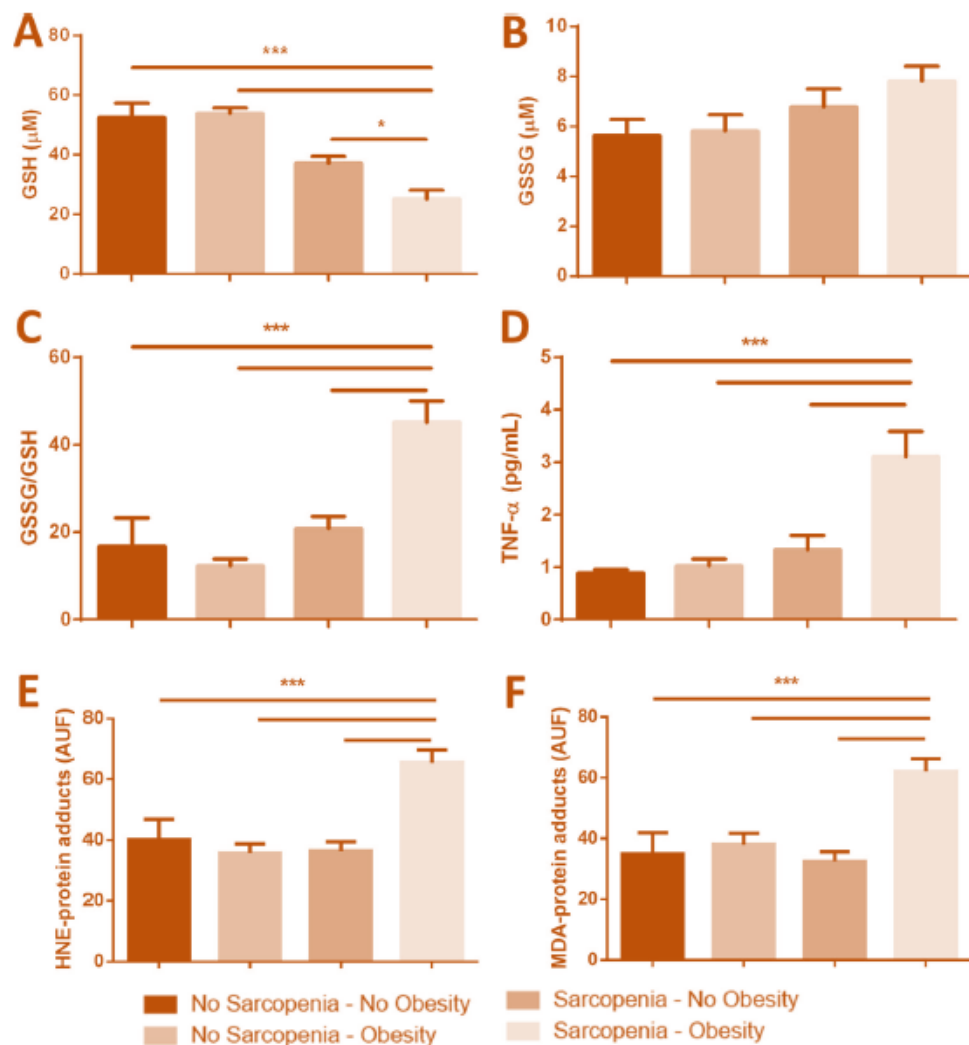 A
80
60
40
20
0
GSH (μM)
***
*
B
10
8
6
4
2
0
GSSG (μM)
C
60
40
20
0
GSSG/GSH
***
D
5
4
3
2
1
0
TNF-α (pg/mL)
***
E
80
60
40
20
0
HNE-protein adducts (AUF)
***
F
80
60
40
20
0
MDA-protein adducts (AUF)
***
No Sarcopenia - No Obesity
No Sarcopenia - Obesity
Sarcopenia - No Obesity
Sarcopenia - Obesity